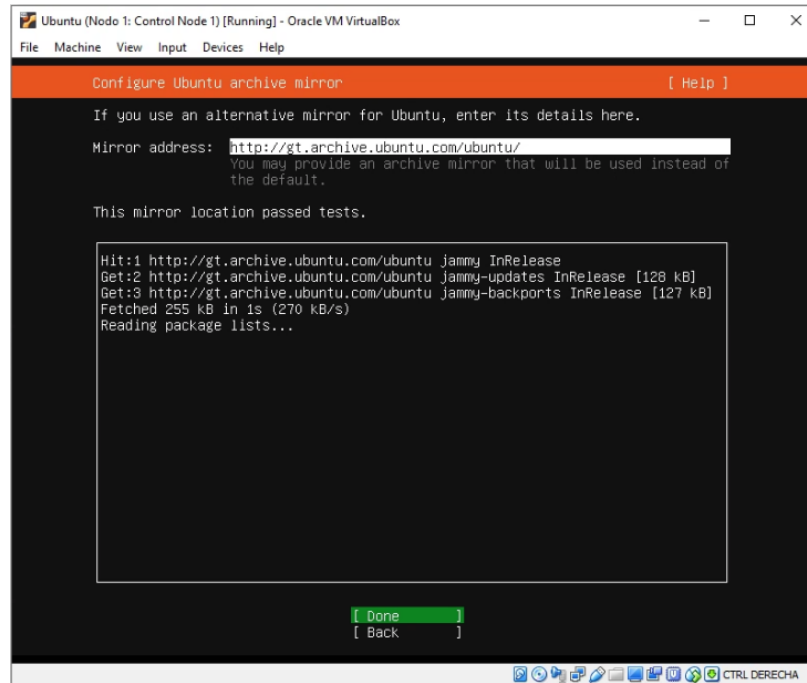 Ubuntu (Nodo 1: Control Node 1) [Running] - Oracle VM VirtualBox
File Machine View Input Devices Help
Configure Ubuntu archive mirror [ Help ]
If you use an alternative mirror for Ubuntu, enter its details here.
Mirror address: http://gt.archive.ubuntu.com/ubuntu/
You may provide an archive mirror that will be used instead of
the default.
This mirror location passed tests.
Hit:1 http://gt.archive.ubuntu.com/ubuntu jammy InRelease
Get:2 http://gt.archive.ubuntu.com/ubuntu jammy-updates InRelease [128 kB]
Get:3 http://gt.archive.ubuntu.com/ubuntu jammy-backports InRelease [127 kB]
Fetched 255 kB in 1s (270 kB/s)
Reading package lists...
[ Done ]
[ Back ]
CTRL DERECHA